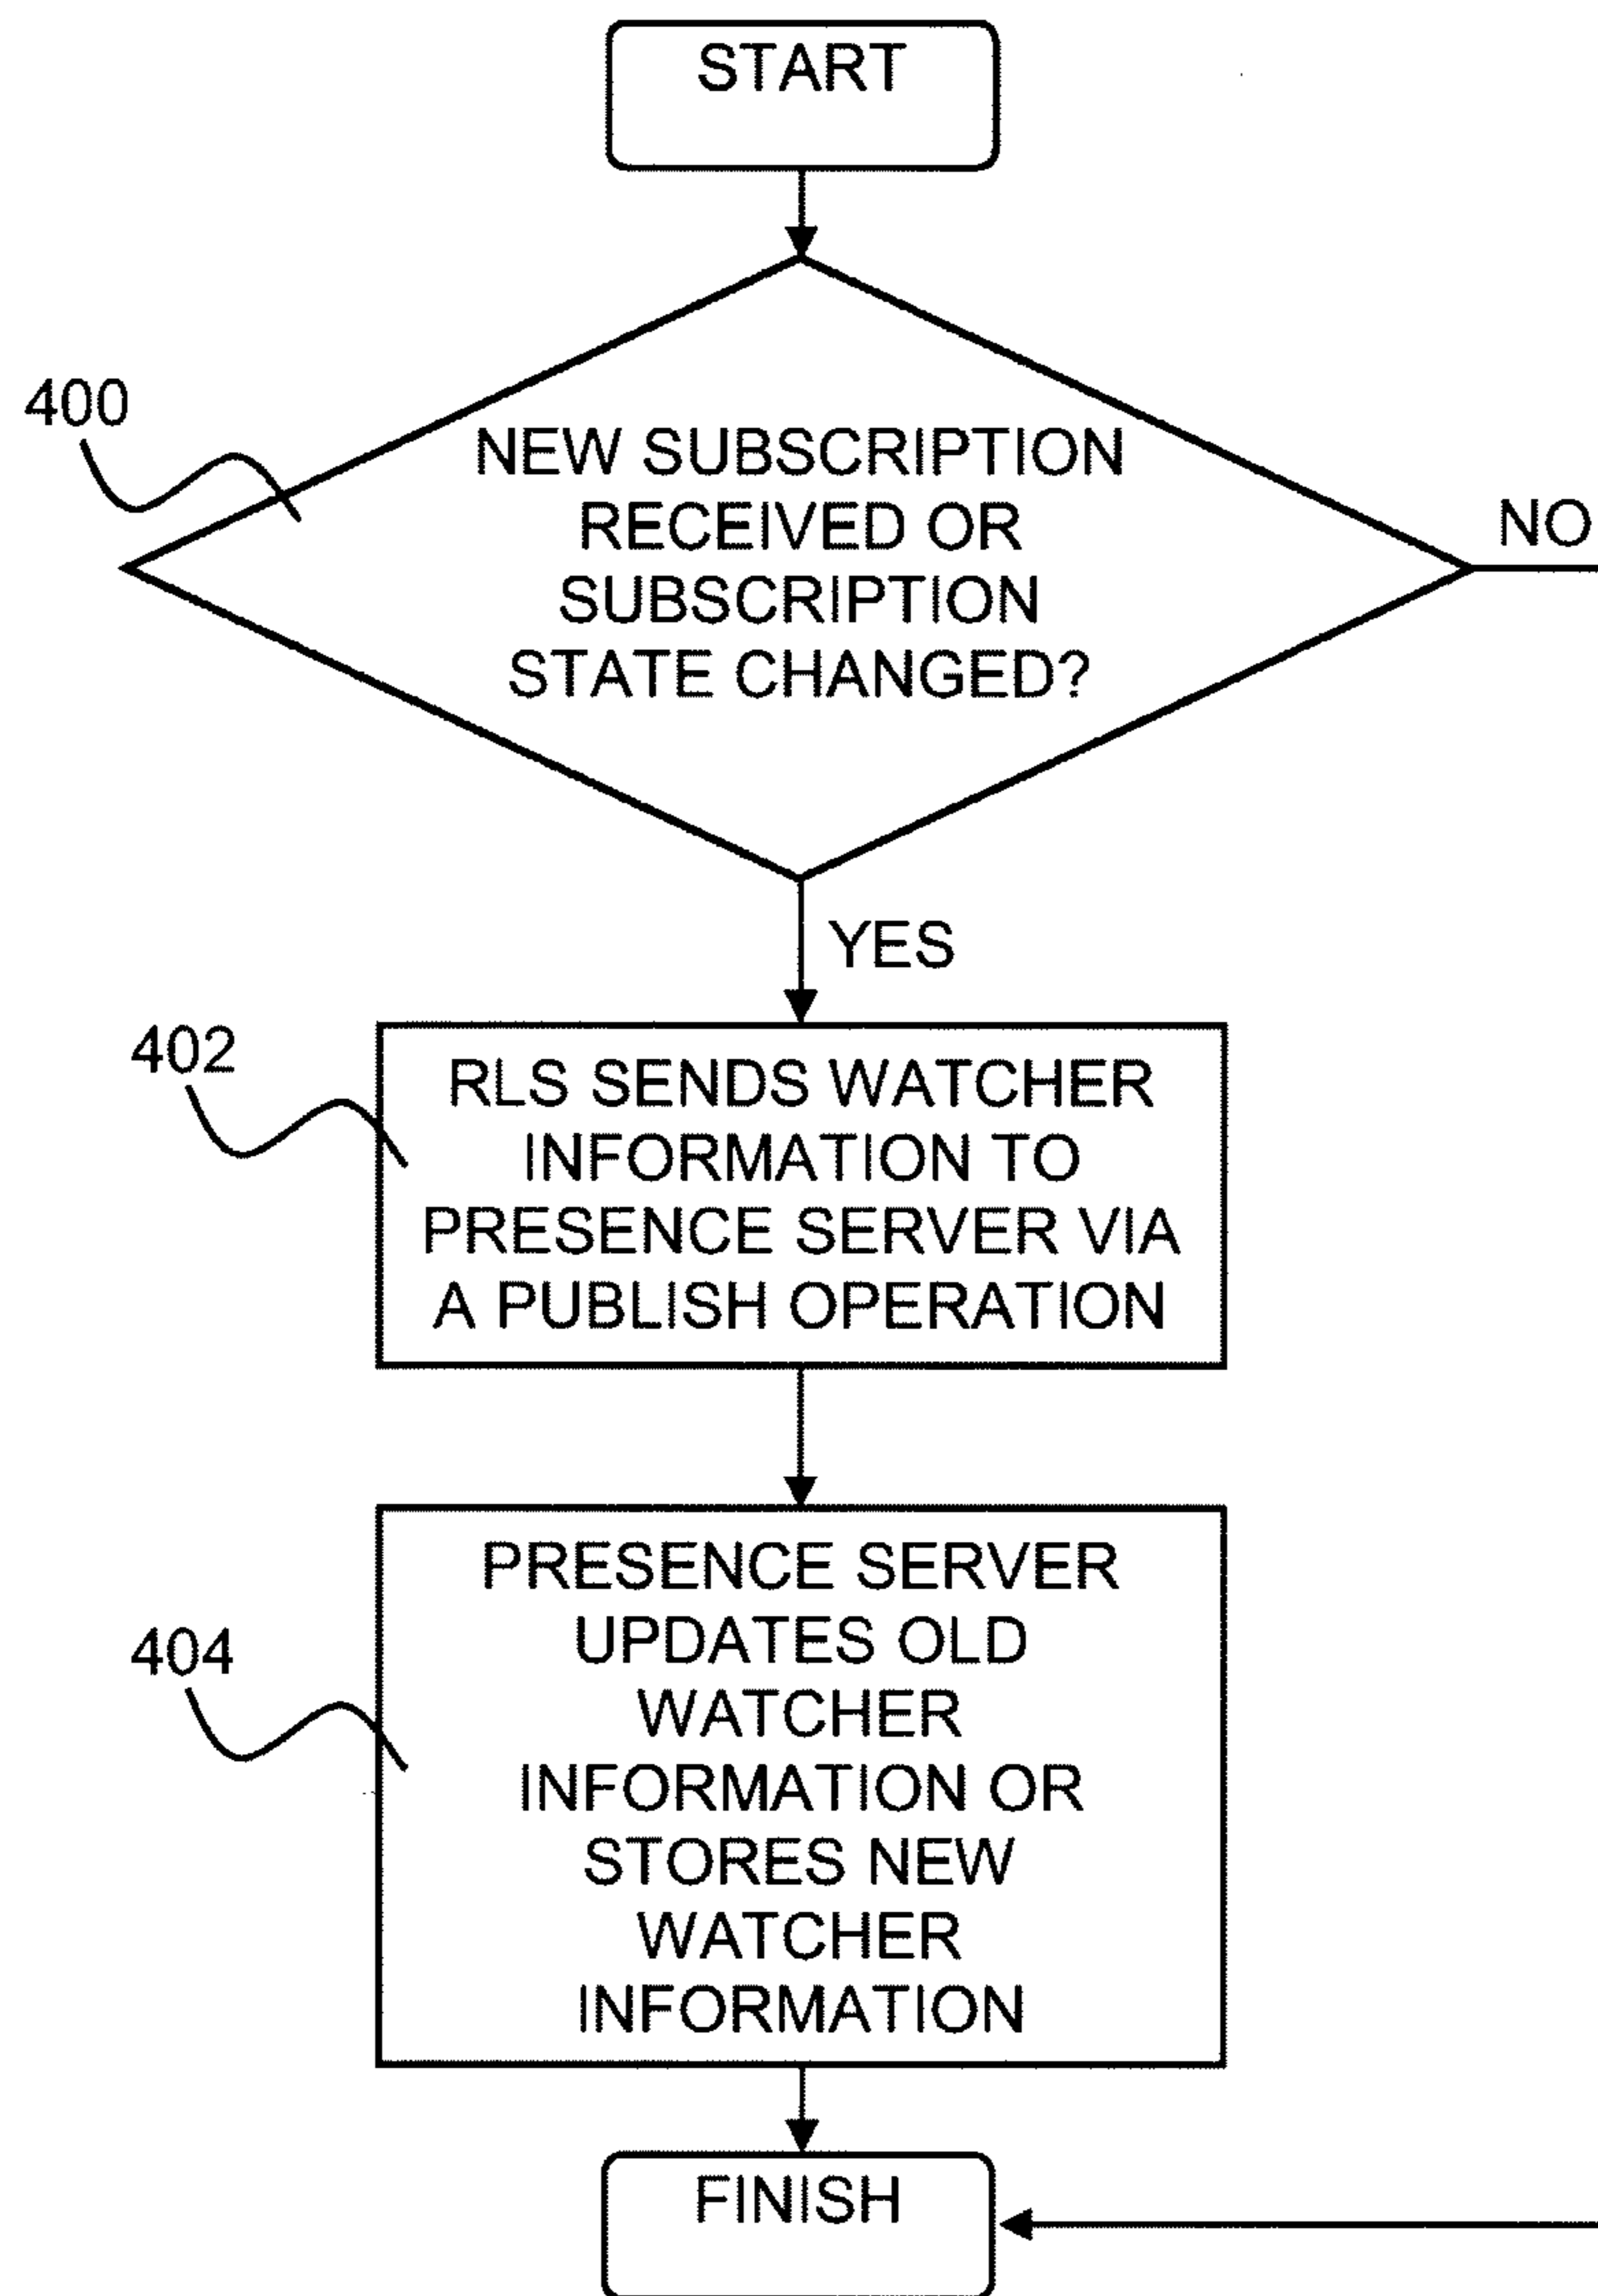 START
400
NEW SUBSCRIPTION
RECEIVED OR
SUBSCRIPTION
STATE CHANGED?
NO
YES
402
RLS SENDS WATCHER
INFORMATION TO
PRESENCE SERVER VIA
A PUBLISH OPERATION
404
PRESENCE SERVER
UPDATES OLD
WATCHER
INFORMATION OR
STORES NEW
WATCHER
INFORMATION
FINISH